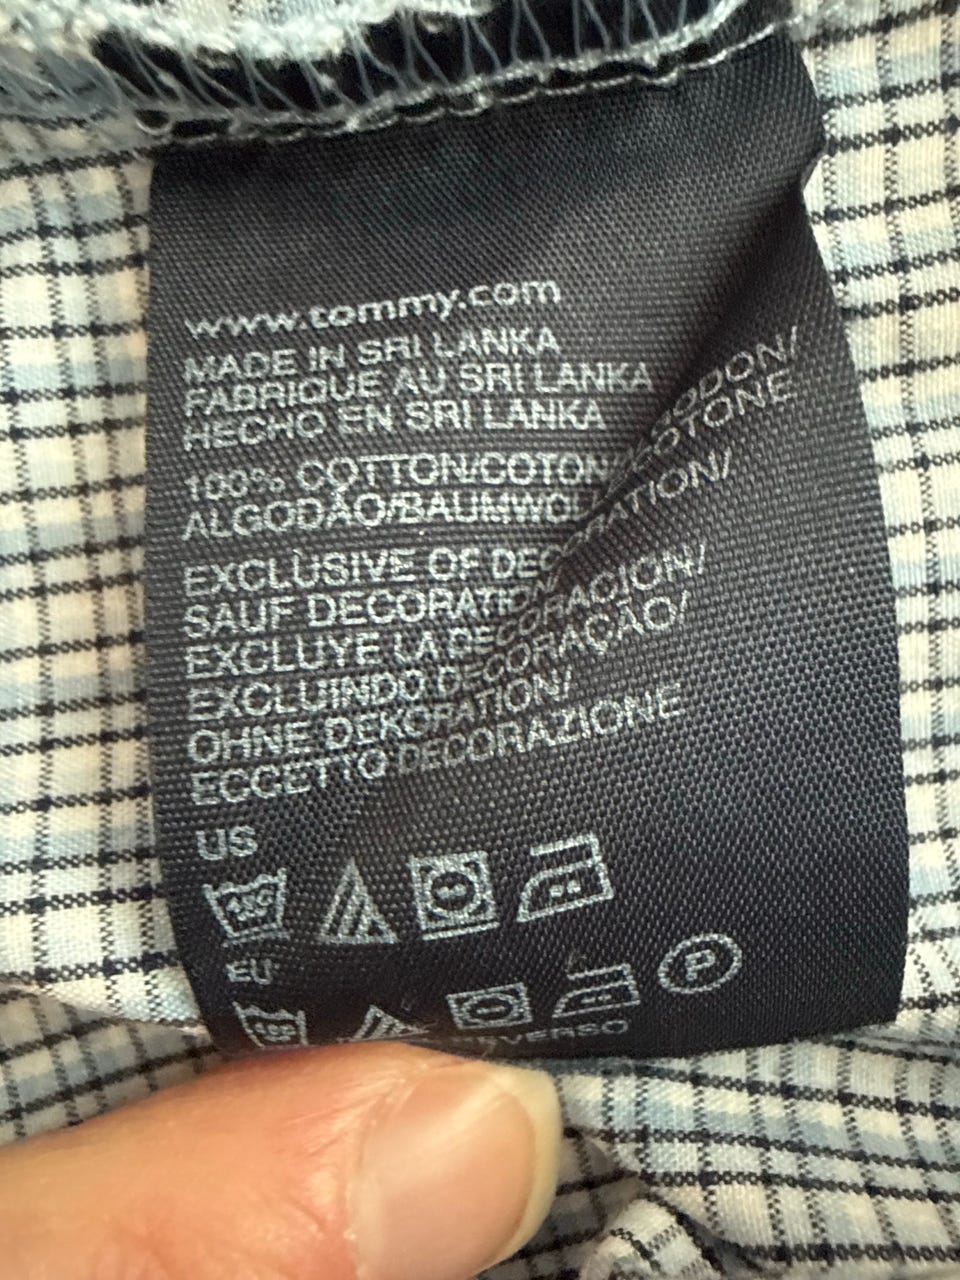 www.tommy.com
MADE IN SRI LANKA
FABRIQUE AU SRI LANKA
HECHO EN SRI LANKA
100% COTTON/COTON/
ALGODÃO/BAUMWOLL COTONE
EXCLUSIVE OF DECORATION/
SAUF DECORATION
EXCLUYE LA DECORACION/
EXCLUINDO DECORAÇÃO/
OHNE DEKORATION/
ECCETTO DECORAZIONE
US
EU
P